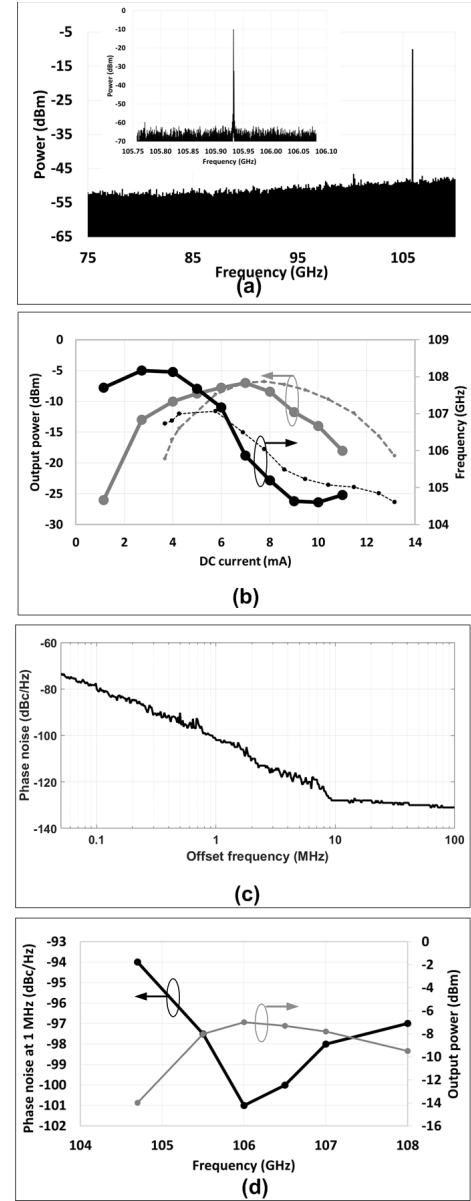 0
-10
-20
-30
-40
-50
-60
-70
Power (dBm)
105.75 105.80 105.85 105.90 105.95 106.00 106.05 106.10
Frequency (GHz)
-5
-15
-25
-35
-45
-55
-65
Power (dBm)
75 85 95 105
Frequency (GHz)
(a)
0
-5
-10
-15
-20
-25
-30
Output power (dBm)
109
108
107
106
105
104
Frequency (GHz)
0 2 4 6 8 10 12 14
DC current (mA)
(b)
-60
-80
-100
-120
-140
Phase noise (dBc/Hz)
0.1 1 10 100
Offset frequency (MHz)
(c)
-93
-94
-95
-96
-97
-98
-99
-100
-101
Phase noise at 1 MHz (dBc/Hz)
0
-2
-4
-6
-8
-10
-12
-14
-16
Output power (dBm)
104 105 106 107 108
Frequency (GHz)
(d)